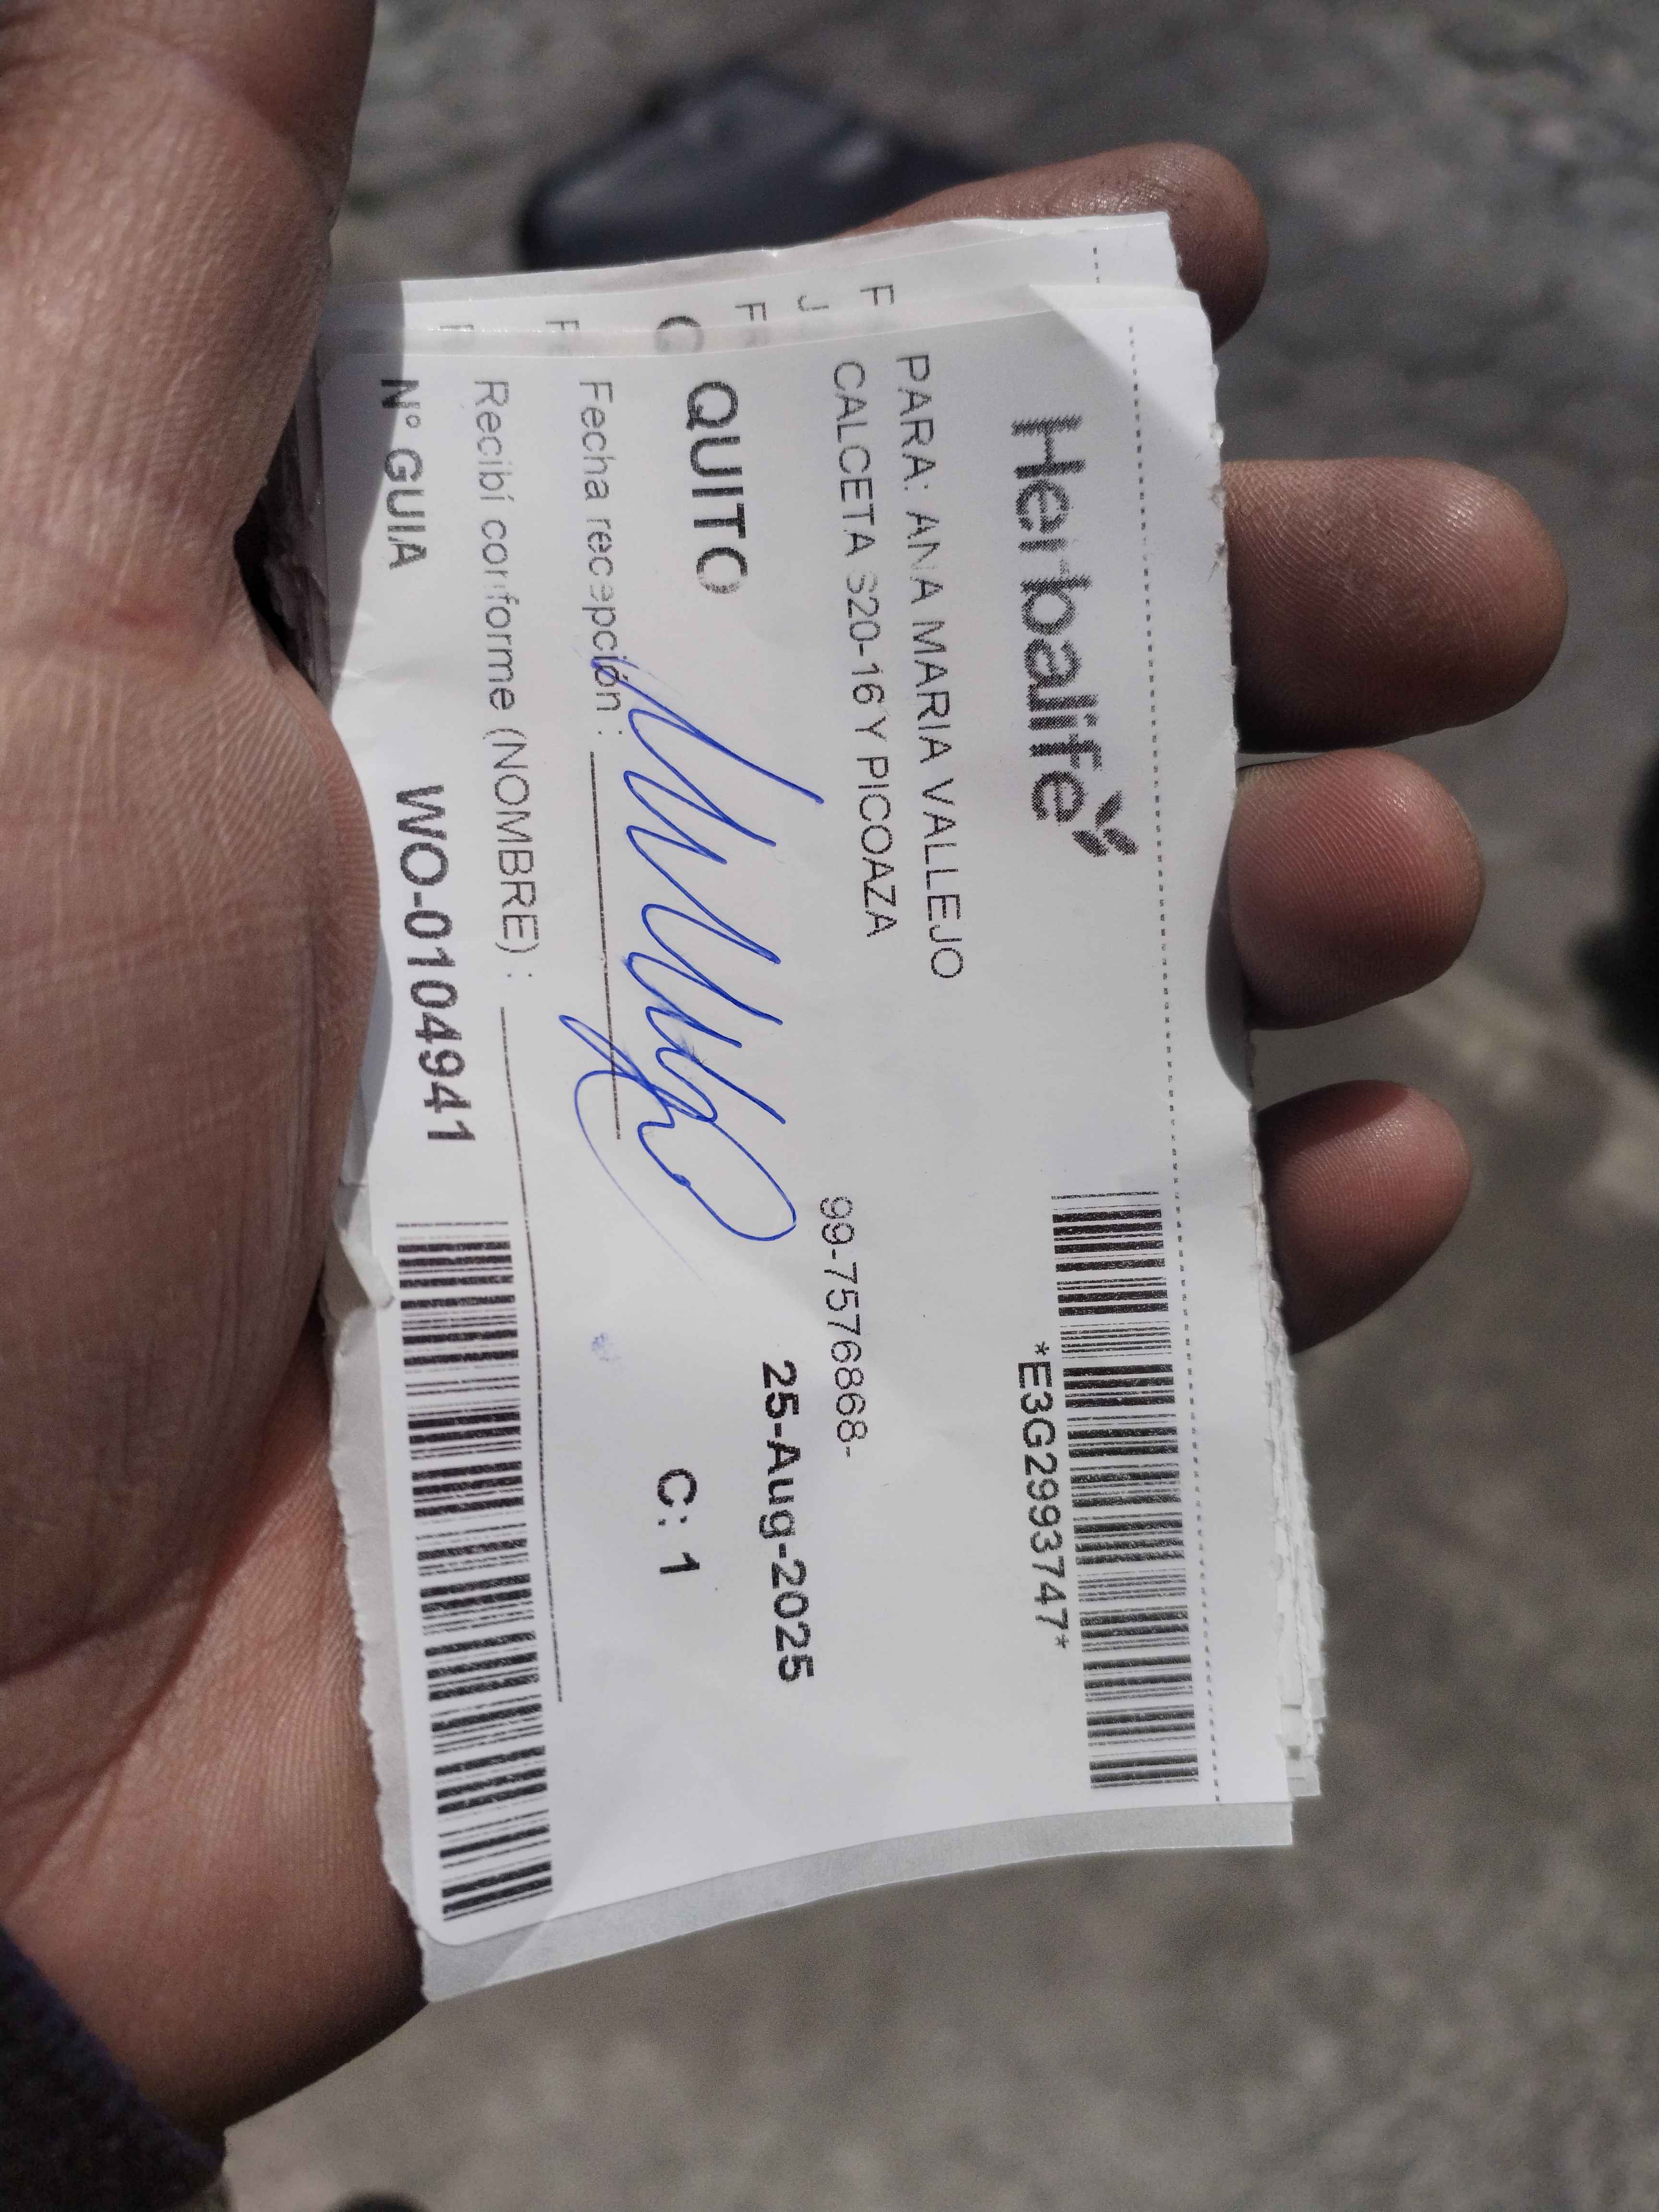 Herbalife
*E3G2993747*
PARA: ANA MARIA VALLEJO
CALCETA S20-16 Y PICOAZA
99-7576868-
QUITO
25-Aug-2025
Fecha recepción :
C: 1
Recibí conforme (NOMBRE) :
N° GUIA WO-0104941